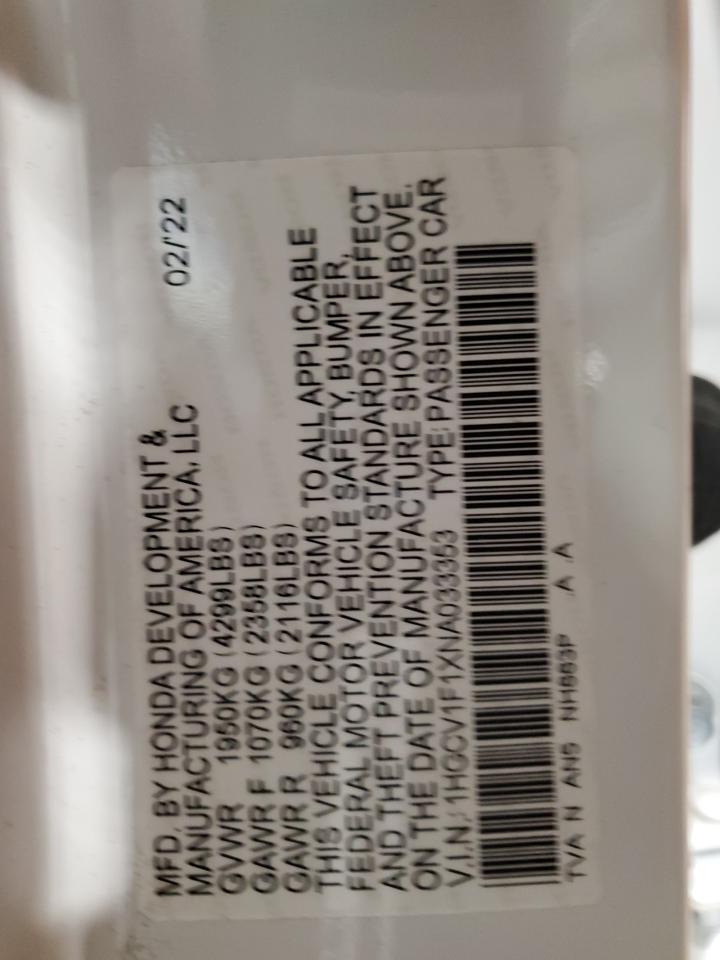 MFD. BY HONDA DEVELOPMENT &
MANUFACTURING OF AMERICA, LLC 02/'22
GVWR 1950KG (4299LBS)
GAWR F 1070KG (2358LBS)
GAWR R 960KG (2116LBS)
THIS VEHICLE CONFORMS TO ALL APPLICABLE
FEDERAL MOTOR VEHICLE SAFETY, BUMPER,
AND THEFT PREVENTION STANDARDS IN EFFECT
ON THE DATE OF MANUFACTURE SHOWN ABOVE.
V.I.N.: 1HGCV1F1XNA033353 TYPE: PASSENGER CAR
TVA N AN5 .A .A